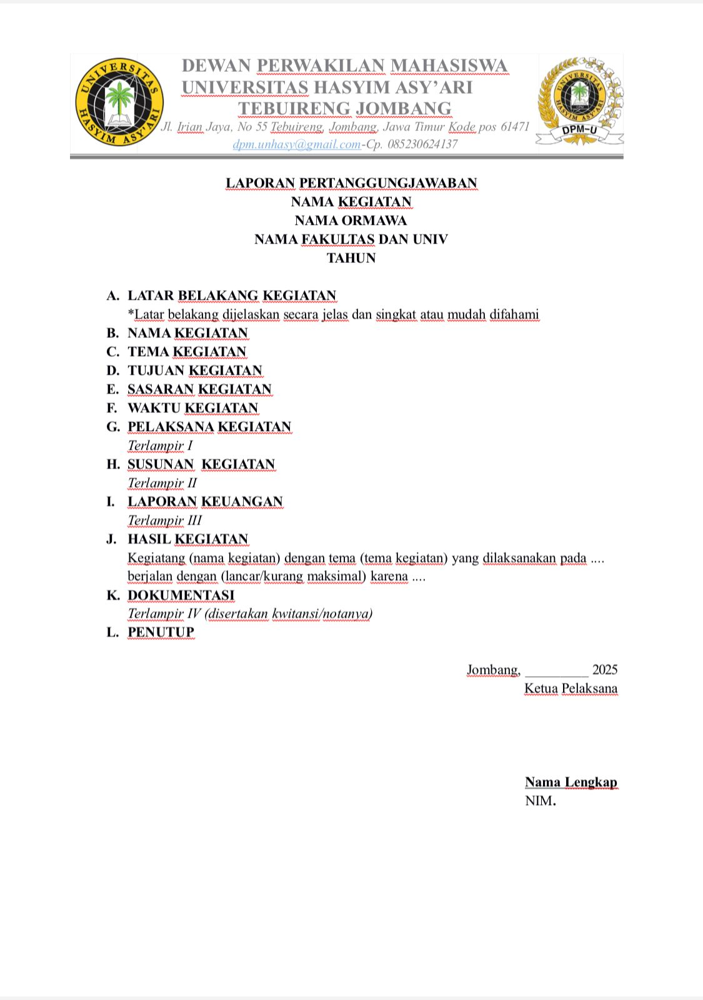 DEWAN PERWAKILAN MAHASISWA
UNIVERSITAS HASYIM ASY'ARI
TEBUIRENG JOMBANG
Jl. Irian Jaya, No 55 Tebuireng, Jombang, Jawa Timur Kode pos 61471
dpm.unhasy@gmail.com-Cp. 085230624137
UNIVERSITAS
HASYIM ASY'ARI
UNIVERSITAS
HASYIM ASY'ARI
DPM-U
LAPORAN PERTANGGUNGJAWABAN
NAMA KEGIATAN
NAMA ORMAWA
NAMA FAKULTAS DAN UNIV
TAHUN
A. LATAR BELAKANG KEGIATAN
*Latar belakang dijelaskan secara jelas dan singkat atau mudah difahami
B. NAMA KEGIATAN
C. TEMA KEGIATAN
D. TUJUAN KEGIATAN
E. SASARAN KEGIATAN
F. WAKTU KEGIATAN
G. PELAKSANA KEGIATAN
Terlampir I
H. SUSUNAN KEGIATAN
Terlampir II
I. LAPORAN KEUANGAN
Terlampir III
J. HASIL KEGIATAN
Kegiatang (nama kegiatan) dengan tema (tema kegiatan) yang dilaksanakan pada ....
berjalan dengan (lancar/kurang maksimal) karena ....
K. DOKUMENTASI
Terlampir IV (disertakan kwitansi/notanya)
L. PENUTUP
Jombang, _________ 2025
Ketua Pelaksana
Nama Lengkap
NIM.